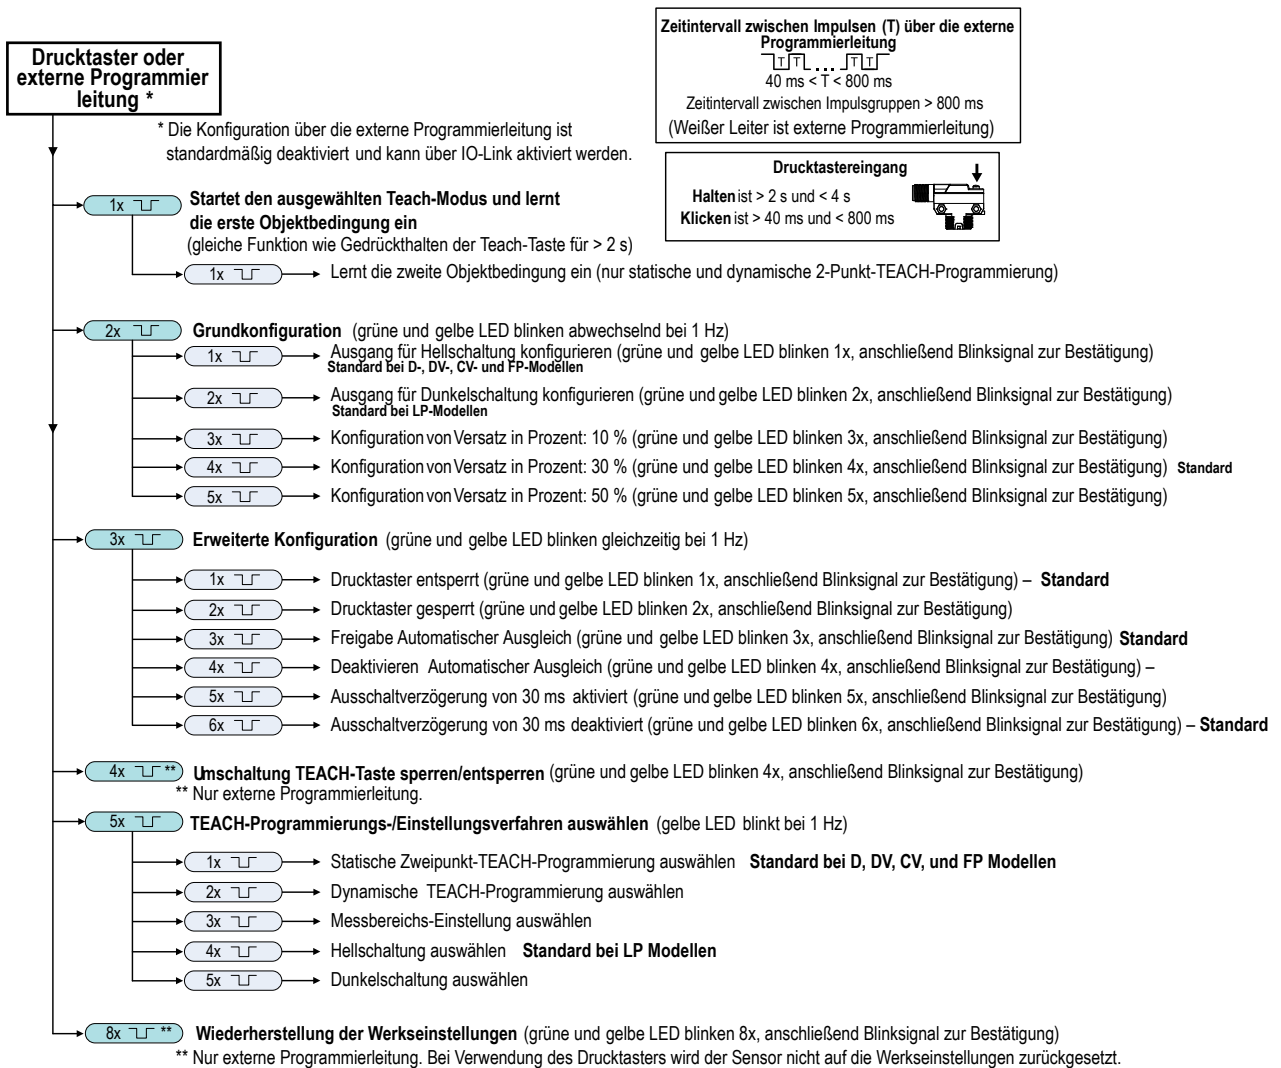 Drucktaster oder
externe Programmier
leitung *
Zeitintervall zwischen Impulsen (T) über die externe
Programmierleitung
T T . . . . T T
40 ms < T < 800 ms
Zeitintervall zwischen Impulsgruppen > 800 ms
(Weißer Leiter ist externe Programmierleitung)
* Die Konfiguration über die externe Programmierleitung ist
standardmäßig deaktiviert und kann über IO-Link aktiviert werden.
Drucktastereingang
Halten ist > 2 s und < 4 s
Klicken ist > 40 ms und < 800 ms
1x Startet den ausgewählten Teach-Modus und lernt
die erste Objektbedingung ein
(gleiche Funktion wie Gedrückthalten der Teach-Taste für > 2 s)
1x Lernt die zweite Objektbedingung ein (nur statische und dynamische 2-Punkt-TEACH-Programmierung)
2x Grundkonfiguration (grüne und gelbe LED blinken abwechselnd bei 1 Hz)
1x Ausgang für Hellschaltung konfigurieren (grüne und gelbe LED blinken 1x, anschließend Blinksignal zur Bestätigung)
Standard bei D-, DV-, CV- und FP-Modellen
2x Ausgang für Dunkelschaltung konfigurieren (grüne und gelbe LED blinken 2x, anschließend Blinksignal zur Bestätigung)
Standard bei LP-Modellen
3x Konfiguration von Versatz in Prozent: 10 % (grüne und gelbe LED blinken 3x, anschließend Blinksignal zur Bestätigung)
4x Konfiguration von Versatz in Prozent: 30 % (grüne und gelbe LED blinken 4x, anschließend Blinksignal zur Bestätigung) Standard
5x Konfiguration von Versatz in Prozent: 50 % (grüne und gelbe LED blinken 5x, anschließend Blinksignal zur Bestätigung)
3x Erweiterte Konfiguration (grüne und gelbe LED blinken gleichzeitig bei 1 Hz)
1x Drucktaster entsperrt (grüne und gelbe LED blinken 1x, anschließend Blinksignal zur Bestätigung) – Standard
2x Drucktaster gesperrt (grüne und gelbe LED blinken 2x, anschließend Blinksignal zur Bestätigung)
3x Freigabe Automatischer Ausgleich (grüne und gelbe LED blinken 3x, anschließend Blinksignal zur Bestätigung) Standard
4x Deaktivieren Automatischer Ausgleich (grüne und gelbe LED blinken 4x, anschließend Blinksignal zur Bestätigung) –
5x Ausschaltverzögerung von 30 ms aktiviert (grüne und gelbe LED blinken 5x, anschließend Blinksignal zur Bestätigung)
6x Ausschaltverzögerung von 30 ms deaktiviert (grüne und gelbe LED blinken 6x, anschließend Blinksignal zur Bestätigung) – Standard
4x ** Umschaltung TEACH-Taste sperren/entsperren (grüne und gelbe LED blinken 4x, anschließend Blinksignal zur Bestätigung)
** Nur externe Programmierleitung.
5x TEACH-Programmierungs-/Einstellungsverfahren auswählen (gelbe LED blinkt bei 1 Hz)
1x Statische Zweipunkt-TEACH-Programmierung auswählen Standard bei D, DV, CV, und FP Modellen
2x Dynamische TEACH-Programmierung auswählen
3x Messbereichs-Einstellung auswählen
4x Hellschaltung auswählen Standard bei LP Modellen
5x Dunkelschaltung auswählen
8x ** Wiederherstellung der Werkseinstellungen (grüne und gelbe LED blinken 8x, anschließend Blinksignal zur Bestätigung)
** Nur externe Programmierleitung. Bei Verwendung des Drucktasters wird der Sensor nicht auf die Werkseinstellungen zurückgesetzt.